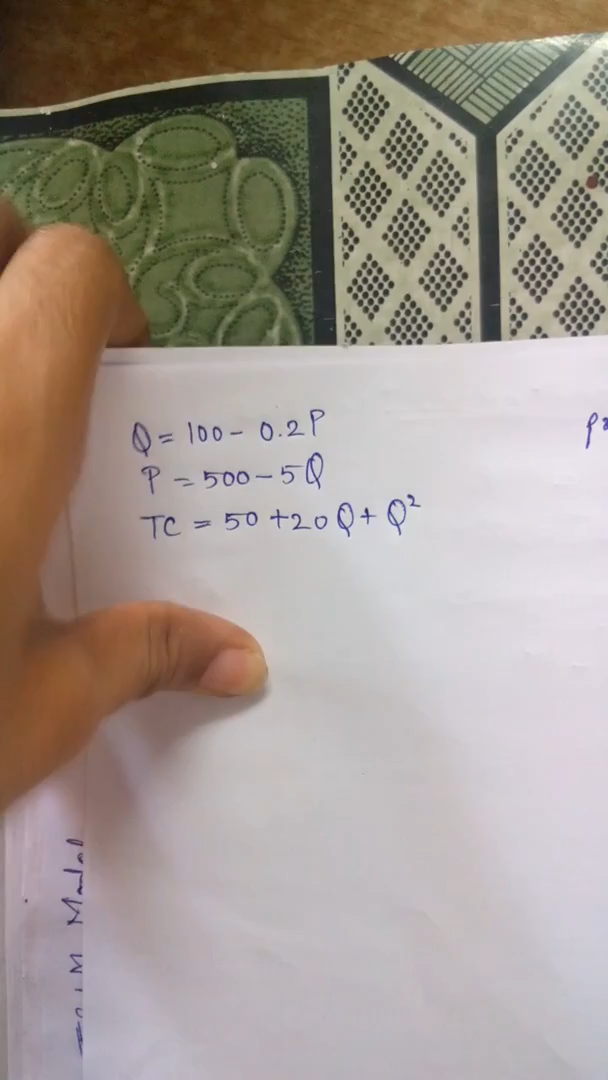 Q = 100 - 0.2P
P = 500 - 5Q
TC = 50 + 20Q + Q²